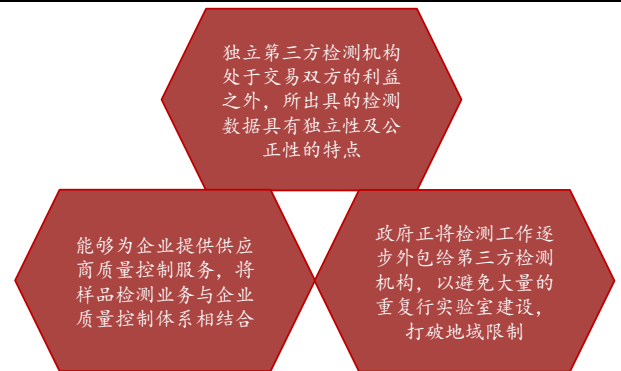 独立第三方检测机构
处于交易双方的利益
之外，所出具的检测
数据具有独立性及公
正性的特点
能够为企业提供供应
商质量控制服务，将
样品检测业务与企业
质量控制体系相结合
政府正将检测工作逐
步外包给第三方检测
机构，以避免大量的
重复行实验室建设，
打破地域限制